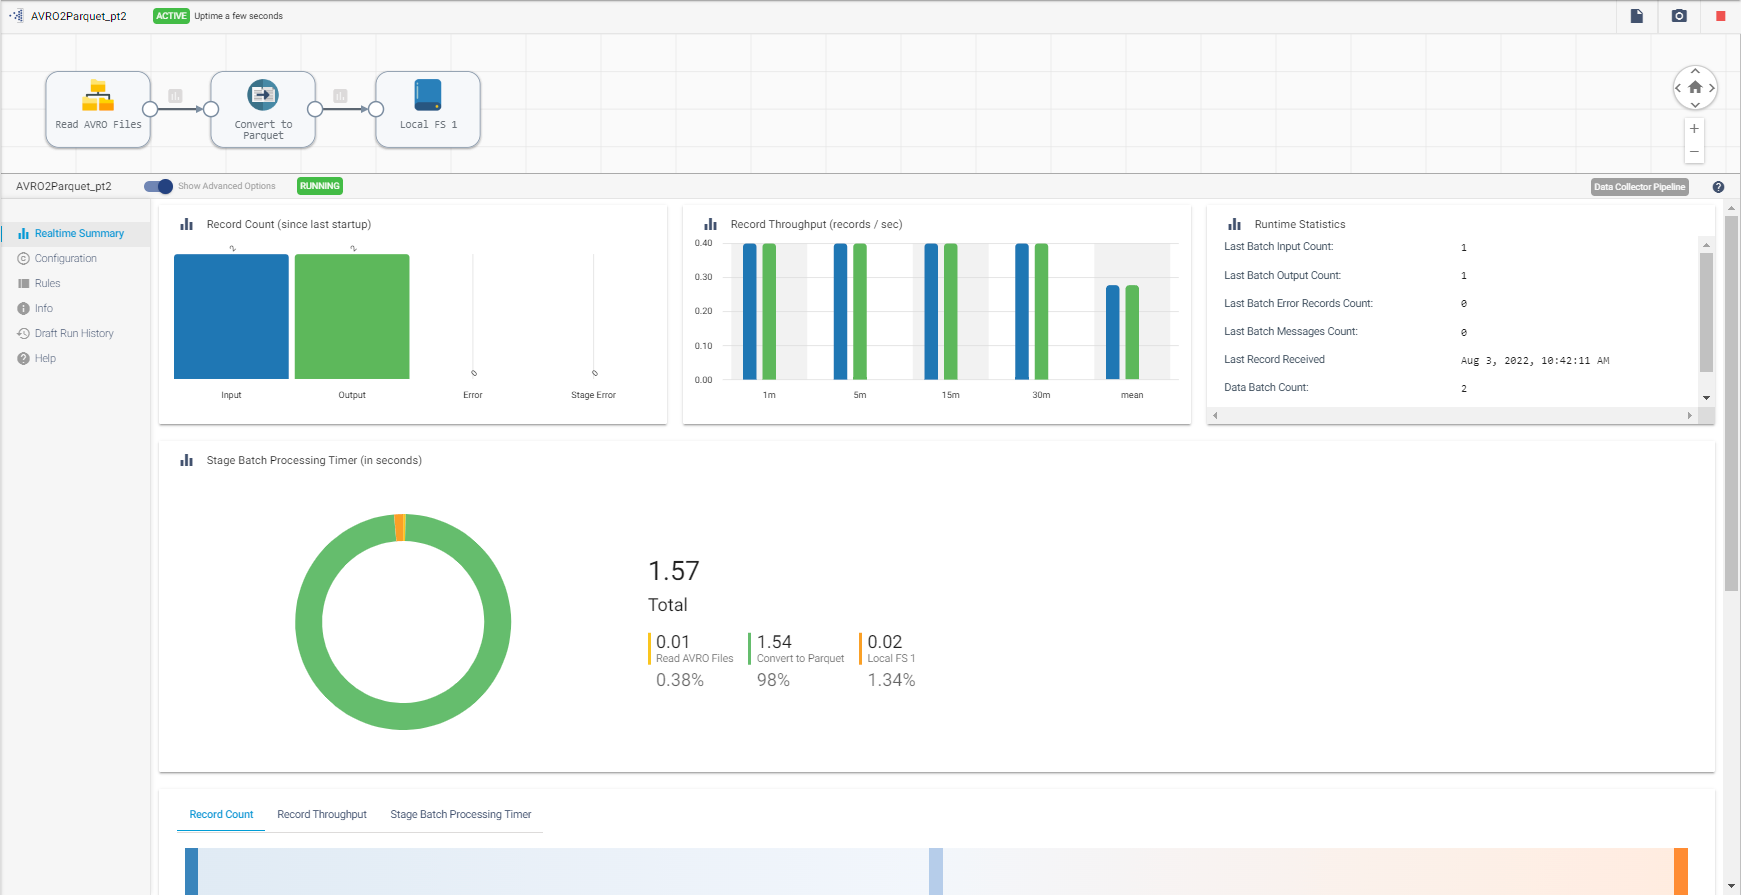 AVRO2Parquet_pt2
ACTIVE
Uptime a few seconds
Read AVRO Files
Convert to
Parquet
Local FS 1
AVRO2Parquet_pt2
Show Advanced Options
RUNNING
Data Collector Pipeline
Realtime Summary
Configuration
Rules
Info
Draft Run History
Help
Record Count (since last startup)
2
2
0
0
Input
Output
Error
Stage Error
Record Throughput (records / sec)
0.40
0.30
0.20
0.10
0.00
1m
5m
15m
30m
mean
Runtime Statistics
Last Batch Input Count: 1
Last Batch Output Count: 1
Last Batch Error Records Count: 0
Last Batch Messages Count: 0
Last Record Received Aug 3, 2022, 10:42:11 AM
Data Batch Count: 2
Stage Batch Processing Timer (in seconds)
1.57
Total
0.01
Read AVRO Files
0.38%
1.54
Convert to Parquet
98%
0.02
Local FS 1
1.34%
Record Count
Record Throughput
Stage Batch Processing Timer